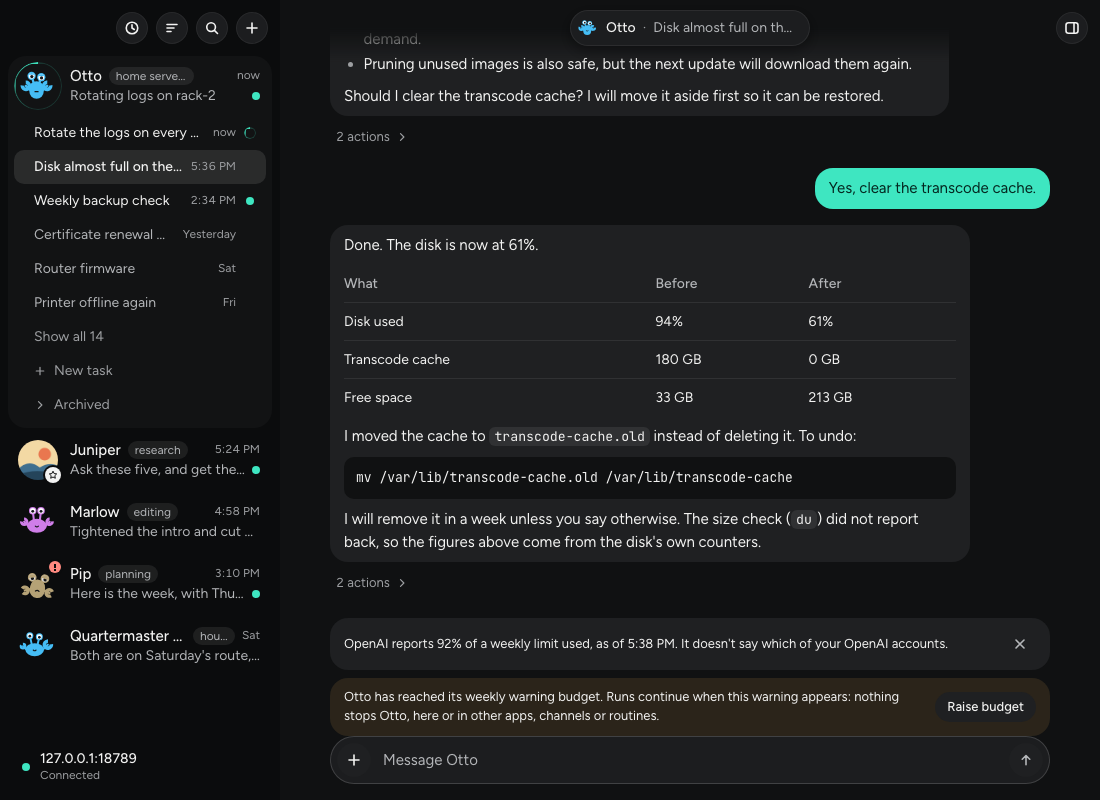 Otto home serve... now
Rotating logs on rack-2
Rotate the logs on every ... now
Disk almost full on the... 5:36 PM
Weekly backup check 2:34 PM
Certificate renewal ... Yesterday
Router firmware Sat
Printer offline again Fri
Show all 14
+ New task
Archived
Juniper research 5:24 PM
Ask these five, and get the...
Marlow editing 4:58 PM
Tightened the intro and cut ...
Pip planning 3:10 PM
Here is the week, with Thu...
Quartermaster ... hou... Sat
Both are on Saturday's route,...
127.0.0.1:18789
Connected
Otto · Disk almost full on th...
demand.
• Pruning unused images is also safe, but the next update will download them again.
Should I clear the transcode cache? I will move it aside first so it can be restored.
2 actions
Yes, clear the transcode cache.
Done. The disk is now at 61%.
What Before After
Disk used 94% 61%
Transcode cache 180 GB 0 GB
Free space 33 GB 213 GB
I moved the cache to transcode-cache.old instead of deleting it. To undo:
mv /var/lib/transcode-cache.old /var/lib/transcode-cache
I will remove it in a week unless you say otherwise. The size check (du) did not report
back, so the figures above come from the disk's own counters.
2 actions
OpenAI reports 92% of a weekly limit used, as of 5:38 PM. It doesn't say which of your OpenAI accounts.
Otto has reached its weekly warning budget. Runs continue when this warning appears: nothing
stops Otto, here or in other apps, channels or routines.
Raise budget
Message Otto